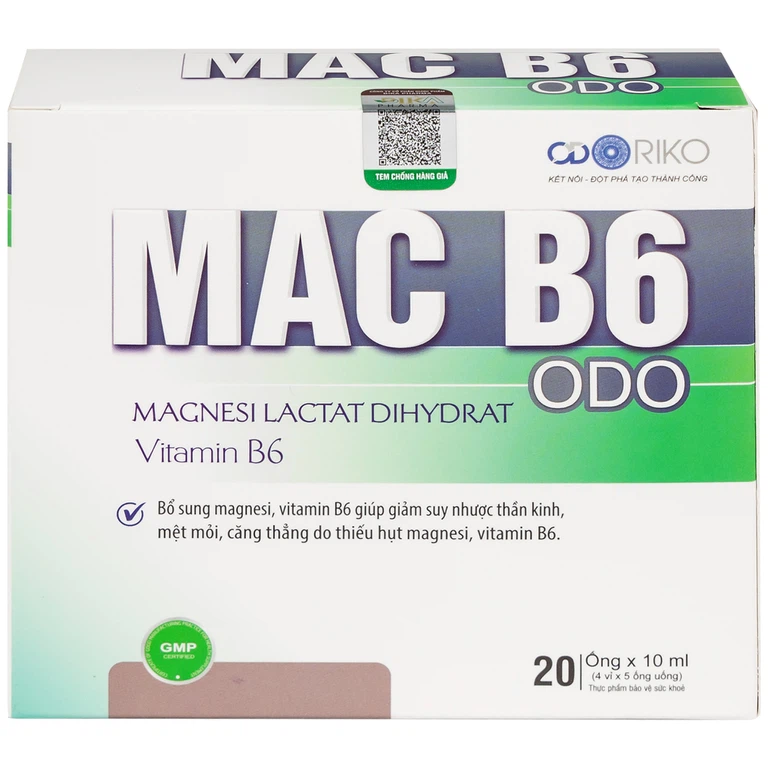 MAC B6
ODO
PHARMA
TEM CHỐNG HÀNG GIẢ
ODORIKO
KẾT NỐI - ĐỘT PHÁ TẠO THÀNH CÔNG
MAC B6
ODO
MAGNESI LACTAT DIHYDRAT
Vitamin B6
Bổ sung magnesi, vitamin B6 giúp giảm suy nhược thần kinh,
mệt mỏi, căng thẳng do thiếu hụt magnesi, vitamin B6.
GMP
CERTIFIED
20 Ống x 10 ml
(4 vỉ x 5 ống uống)
Thực phẩm bảo vệ sức khoẻ